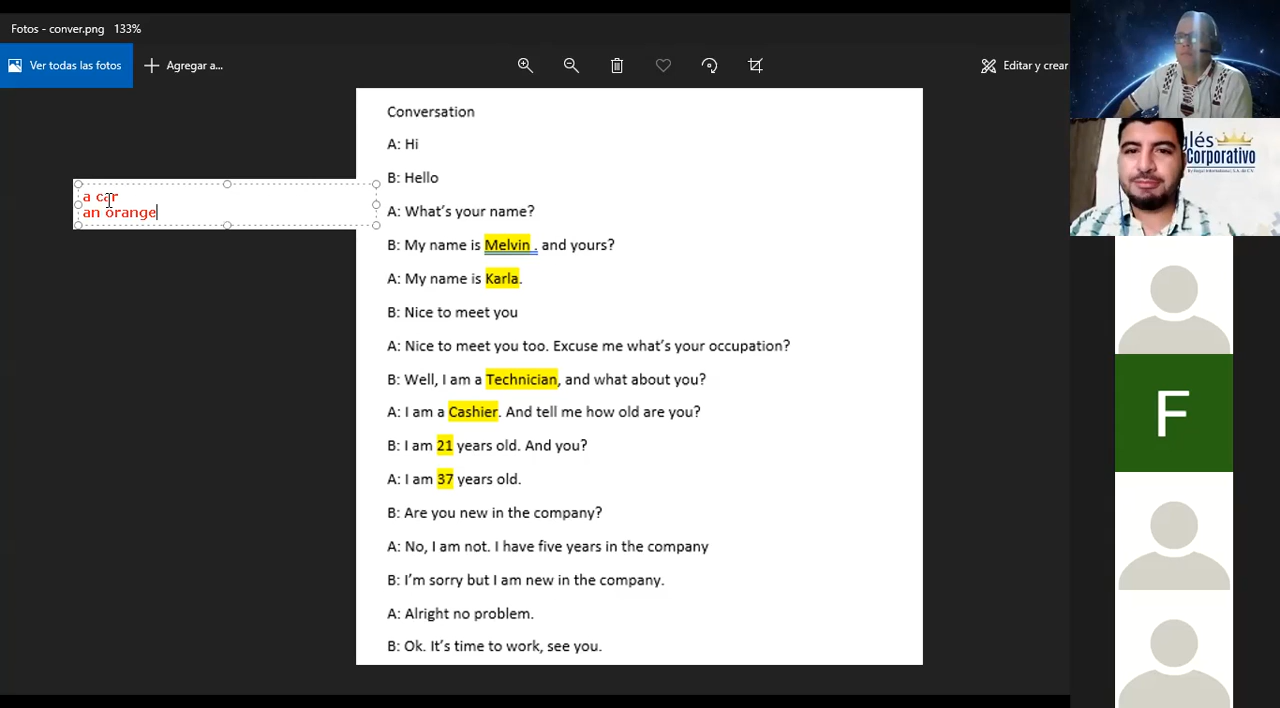 Fotos - conver.png 133%
Ver todas las fotos
Agregar a...
Editar y crear
Conversation
A: Hi
B: Hello
A: What's your name?
B: My name is Melvin . and yours?
A: My name is Karla.
B: Nice to meet you
A: Nice to meet you too. Excuse me what's your occupation?
B: Well, I am a Technician, and what about you?
A: I am a Cashier. And tell me how old are you?
B: I am 21 years old. And you?
A: I am 37 years old.
B: Are you new in the company?
A: No, I am not. I have five years in the company
B: I'm sorry but I am new in the company.
A: Alright no problem.
B: Ok. It's time to work, see you.
a car
an orange
glés
Corporativo
F